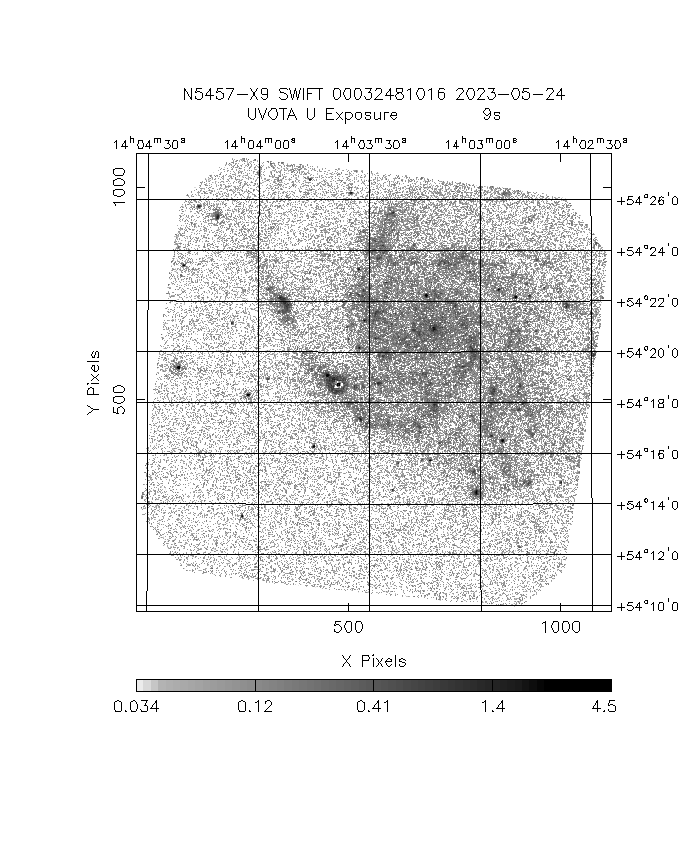 N5457-X9 SWIFT 00032481016 2023-05-24
UVOTA U Exposure 9s
14ʰ04ᵐ30ˢ 14ʰ04ᵐ00ˢ 14ʰ03ᵐ30ˢ 14ʰ03ᵐ00ˢ 14ʰ02ᵐ30ˢ
1000
+54°26'0
+54°24'0
+54°22'0
+54°20'0
Y Pixels
500
+54°18'0
+54°16'0
+54°14'0
+54°12'0
+54°10'0
500 1000
X Pixels
0.034 0.12 0.41 1.4 4.5